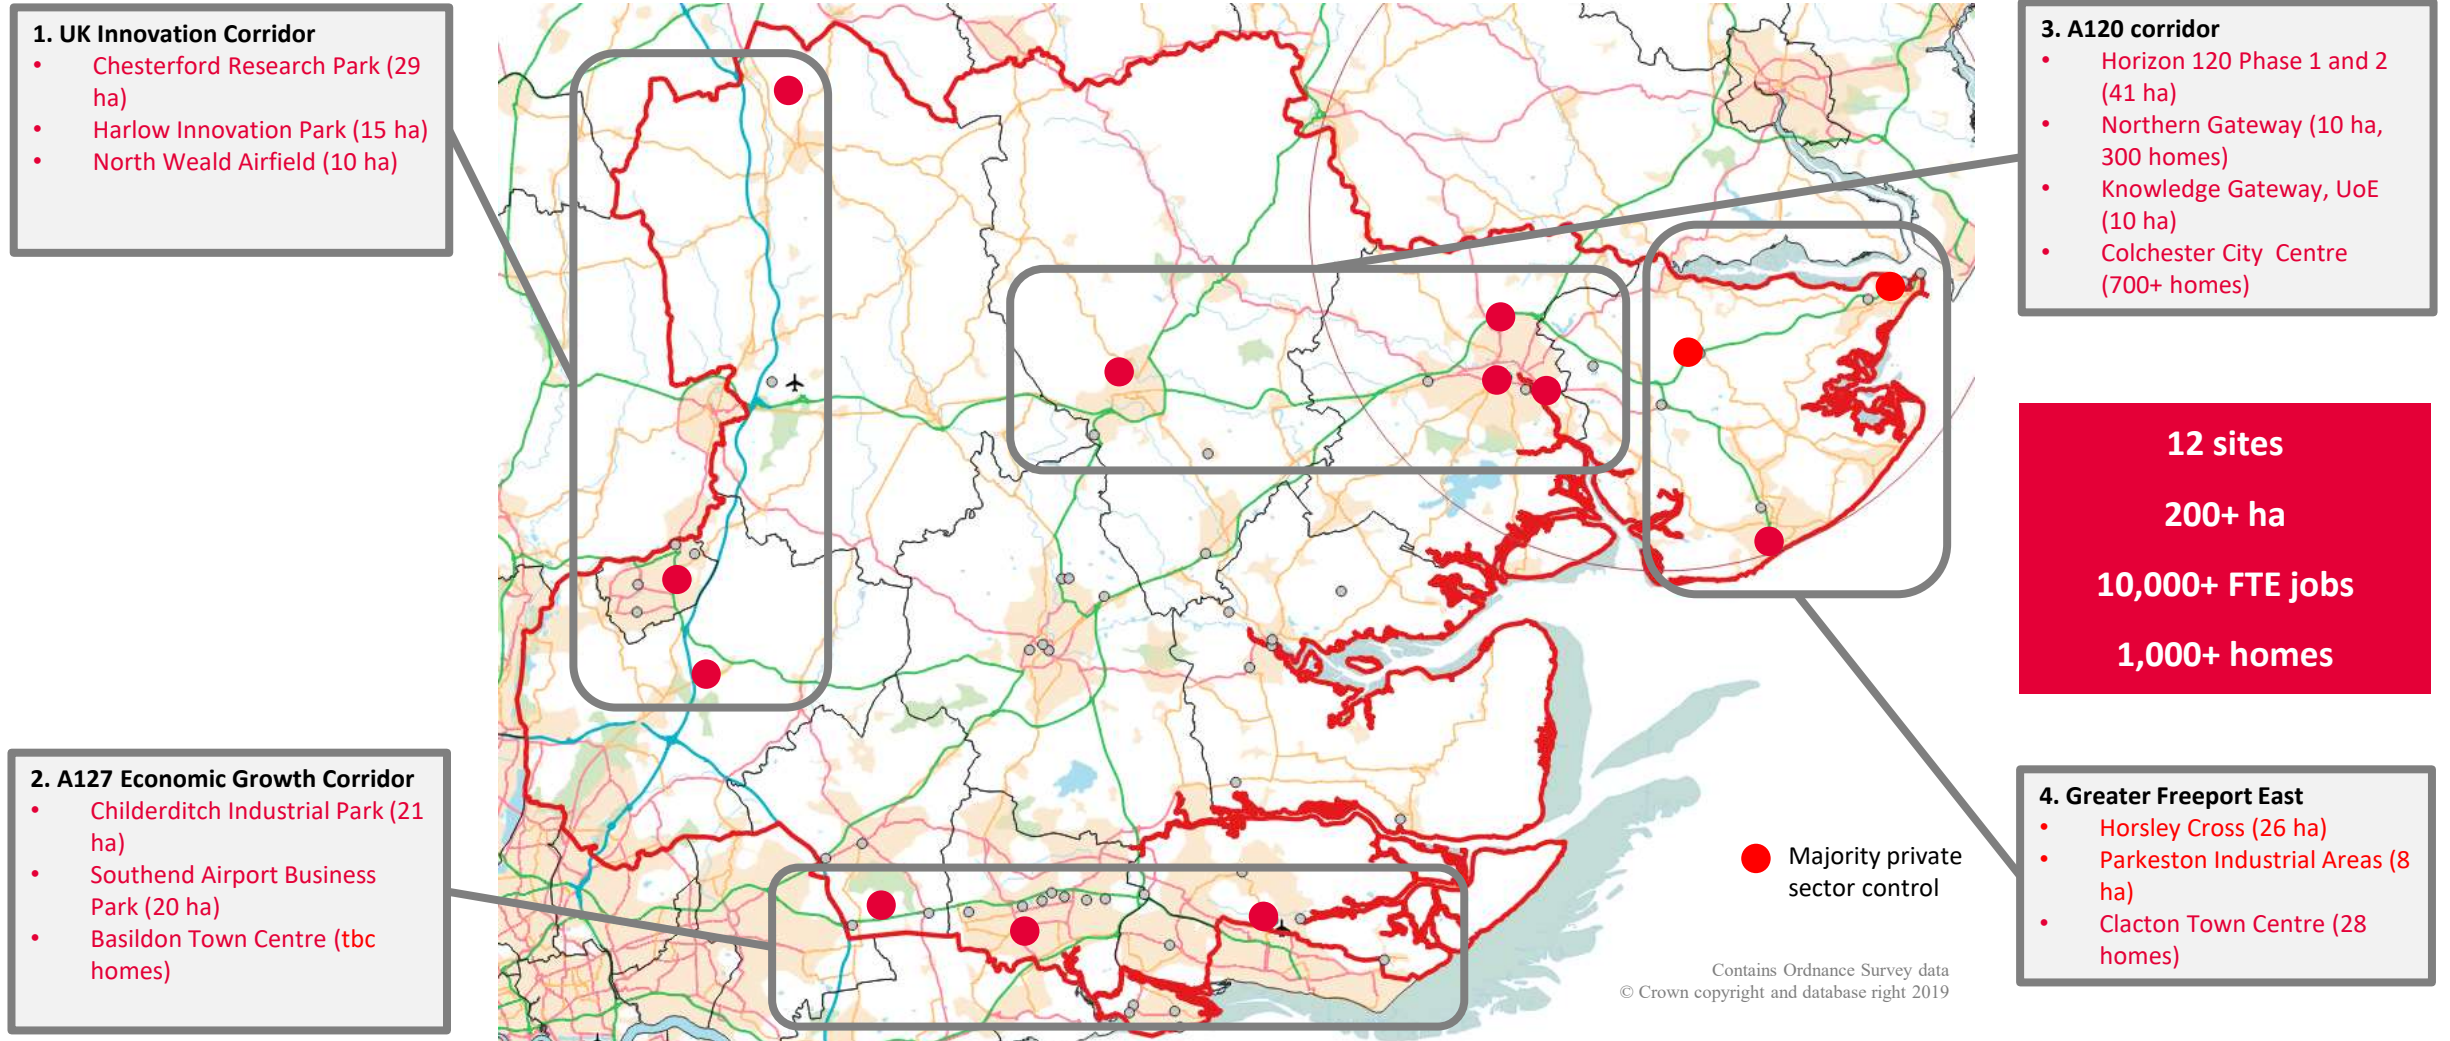 1. UK Innovation Corridor
• Chesterford Research Park (29
ha)
• Harlow Innovation Park (15 ha)
• North Weald Airfield (10 ha)
2. A127 Economic Growth Corridor
• Childerditch Industrial Park (21
ha)
• Southend Airport Business
Park (20 ha)
• Basildon Town Centre (tbc
homes)
3. A120 corridor
• Horizon 120 Phase 1 and 2
(41 ha)
• Northern Gateway (10 ha,
300 homes)
• Knowledge Gateway, UoE
(10 ha)
• Colchester City Centre
(700+ homes)
12 sites
200+ ha
10,000+ FTE jobs
1,000+ homes
4. Greater Freeport East
• Horsley Cross (26 ha)
• Parkeston Industrial Areas (8
ha)
• Clacton Town Centre (28
homes)
Majority private
sector control
Contains Ordnance Survey data
© Crown copyright and database right 2019